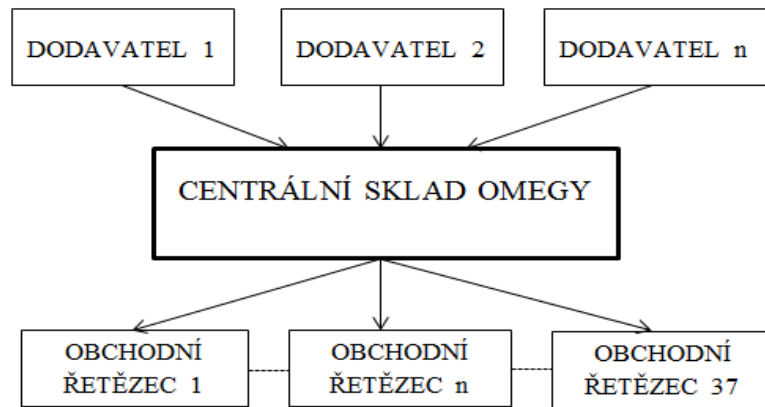 DODAVATEL 1
DODAVATEL 2
DODAVATEL n
CENTRÁLNÍ SKLAD OMEGY
OBCHODNÍ
ŘETĚZEC 1
OBCHODNÍ
ŘETĚZEC n
OBCHODNÍ
ŘETĚZEC 37